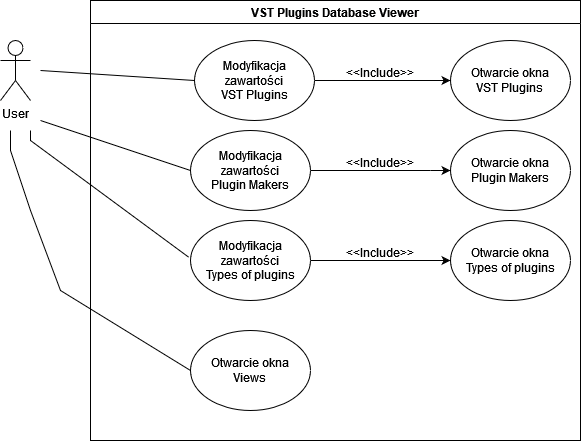 VST Plugins Database Viewer
User
Modyfikacja
zawartości
VST Plugins
<<Include>>
Otwarcie okna
VST Plugins
Modyfikacja
zawartości
Plugin Makers
<<Include>>
Otwarcie okna
Plugin Makers
Modyfikacja
zawartości
Types of plugins
<<Include>>
Otwarcie okna
Types of plugins
Otwarcie okna
Views